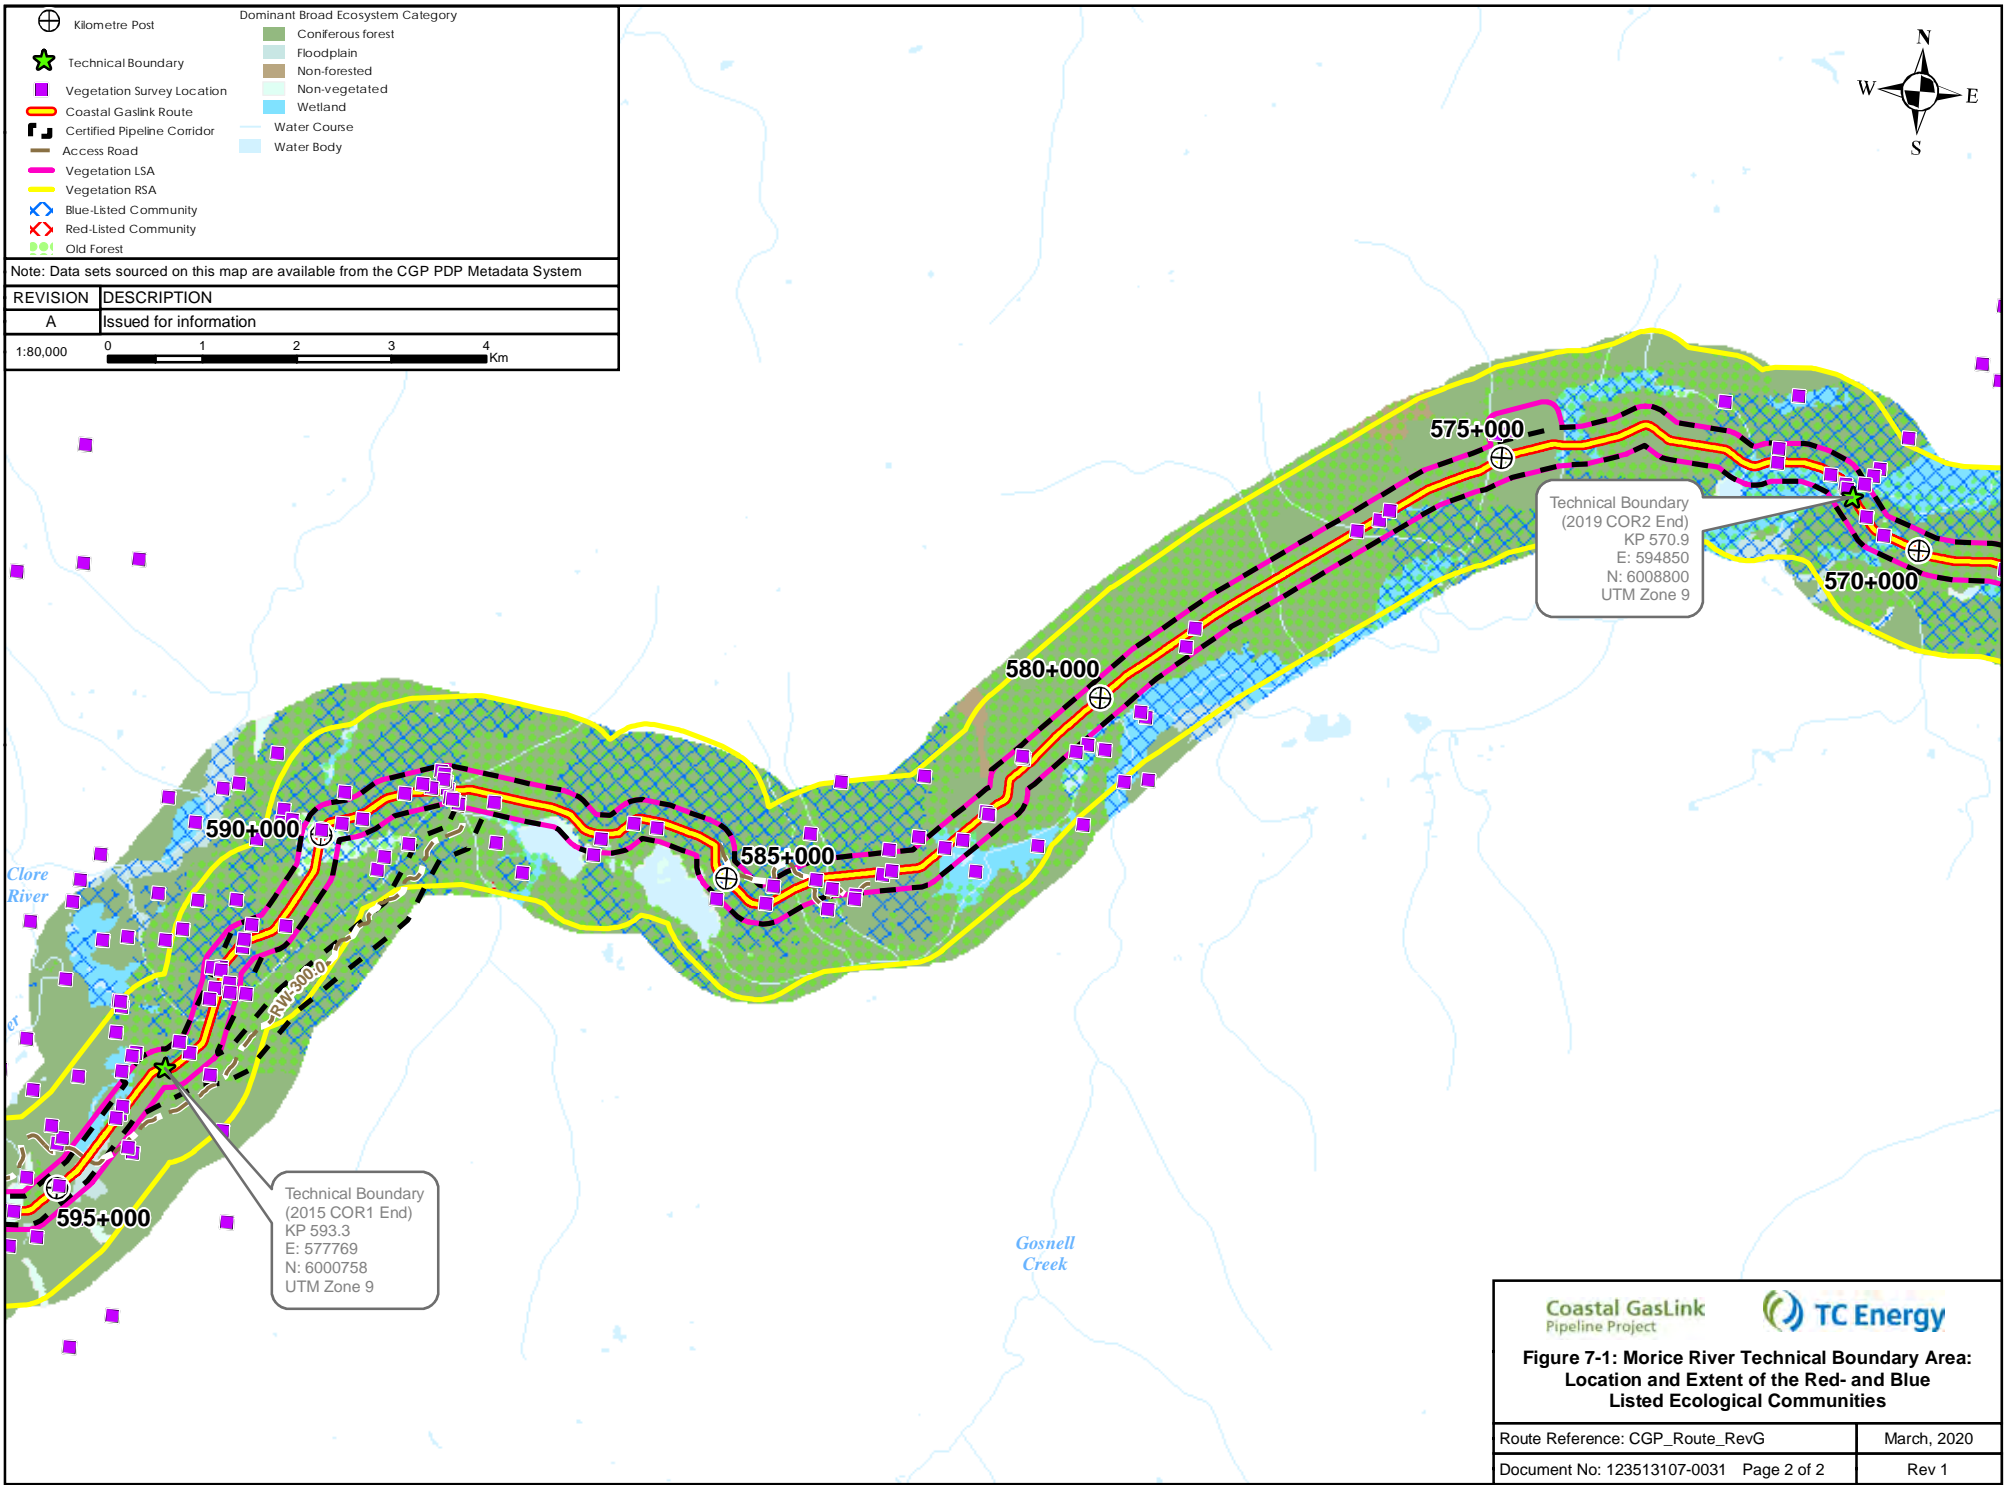 Kilometre Post
Technical Boundary
Vegetation Survey Location
Coastal Gaslink Route
Certified Pipeline Corridor
Access Road
Vegetation LSA
Vegetation RSA
Blue-Listed Community
Red-Listed Community
Old Forest
Dominant Broad Ecosystem Category
Coniferous forest
Floodplain
Non-forested
Non-vegetated
Wetland
Water Course
Water Body
Note: Data sets sourced on this map are available from the CGP PDP Metadata System
REVISION DESCRIPTION
A Issued for information
1:80,000 0 1 2 3 4 Km
N
W E
S
575+000
Technical Boundary
(2019 COR2 End)
KP 570.9
E: 594850
N: 6008800
UTM Zone 9
570+000
580+000
590+000
585+000
Clore
River
er
RW-300.0
595+000
Technical Boundary
(2015 COR1 End)
KP 593.3
E: 577769
N: 6000758
UTM Zone 9
Gosnell
Creek
Coastal GasLink
Pipeline Project
TC Energy
Figure 7-1: Morice River Technical Boundary Area:
Location and Extent of the Red- and Blue
Listed Ecological Communities
Route Reference: CGP_Route_RevG March, 2020
Document No: 123513107-0031 Page 2 of 2 Rev 1